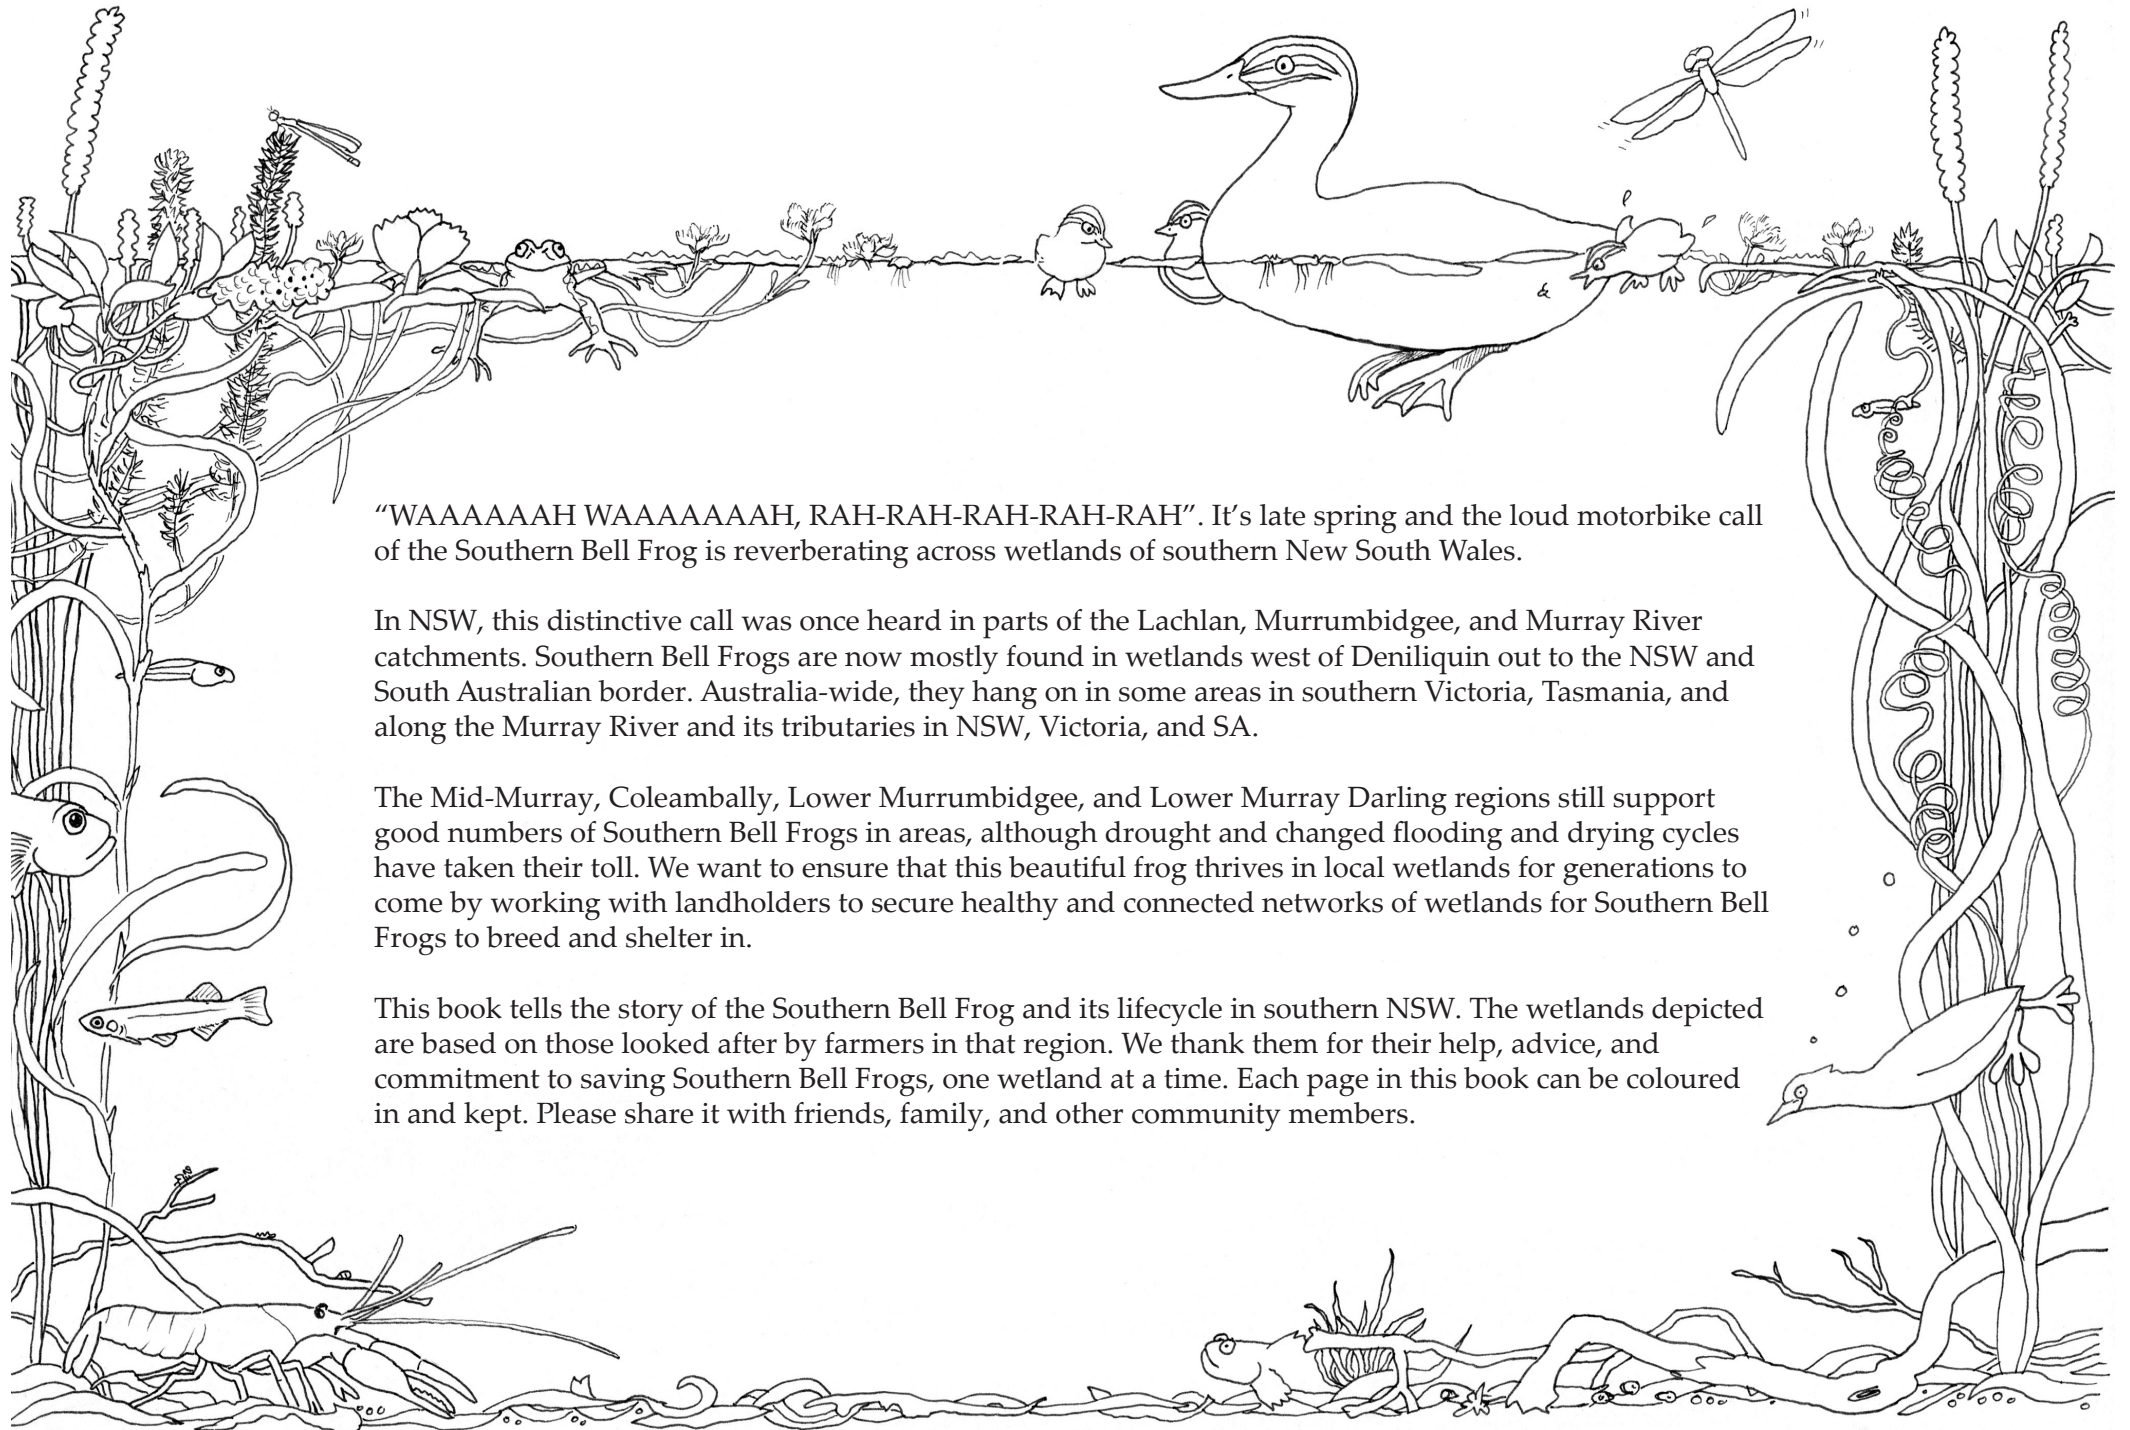 “WAAAAAAH WAAAAAAAH, RAH-RAH-RAH-RAH-RAH”. It’s late spring and the loud motorbike call
of the Southern Bell Frog is reverberating across wetlands of southern New South Wales.
In NSW, this distinctive call was once heard in parts of the Lachlan, Murrumbidgee, and Murray River
catchments. Southern Bell Frogs are now mostly found in wetlands west of Deniliquin out to the NSW and
South Australian border. Australia-wide, they hang on in some areas in southern Victoria, Tasmania, and
along the Murray River and its tributaries in NSW, Victoria, and SA.
The Mid-Murray, Coleambally, Lower Murrumbidgee, and Lower Murray Darling regions still support
good numbers of Southern Bell Frogs in areas, although drought and changed flooding and drying cycles
have taken their toll. We want to ensure that this beautiful frog thrives in local wetlands for generations to
come by working with landholders to secure healthy and connected networks of wetlands for Southern Bell
Frogs to breed and shelter in.
This book tells the story of the Southern Bell Frog and its lifecycle in southern NSW. The wetlands depicted
are based on those looked after by farmers in that region. We thank them for their help, advice, and
commitment to saving Southern Bell Frogs, one wetland at a time. Each page in this book can be coloured
in and kept. Please share it with friends, family, and other community members.